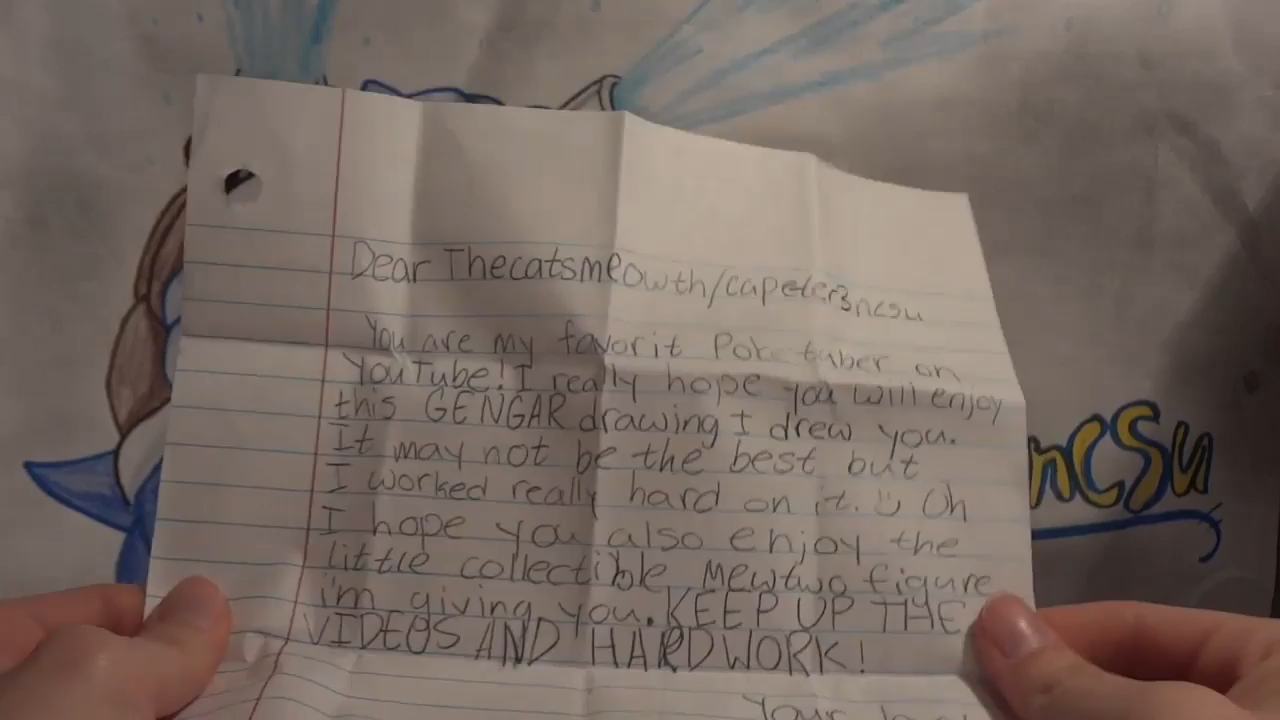 Dear Thecatsmeowth/capeter3ncsu
You are my favorit Poketuber on
YouTube! I really hope you will enjoy
this GENGAR drawing I drew you.
It may not be the best but
I worked really hard on it. Oh
I hope you also enjoy the
little collectible Mewtwo figure
i'm giving you. KEEP UP THE
VIDEOS AND HARDWORK!
Your
ncsu